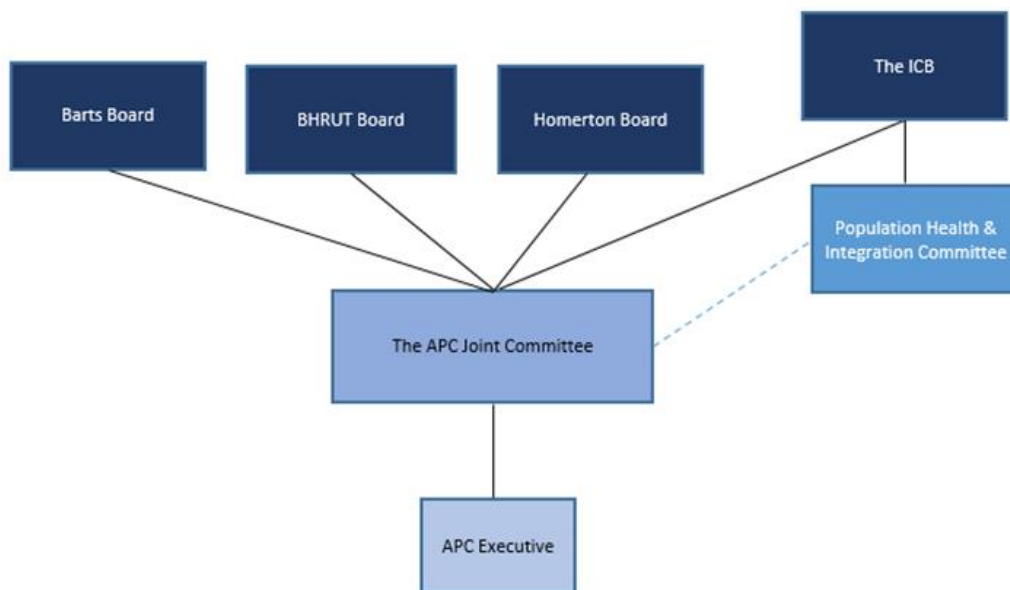 Barts Board
BHRUT Board
Homerton Board
The ICB
Population Health &
Integration Committee
The APC Joint Committee
APC Executive